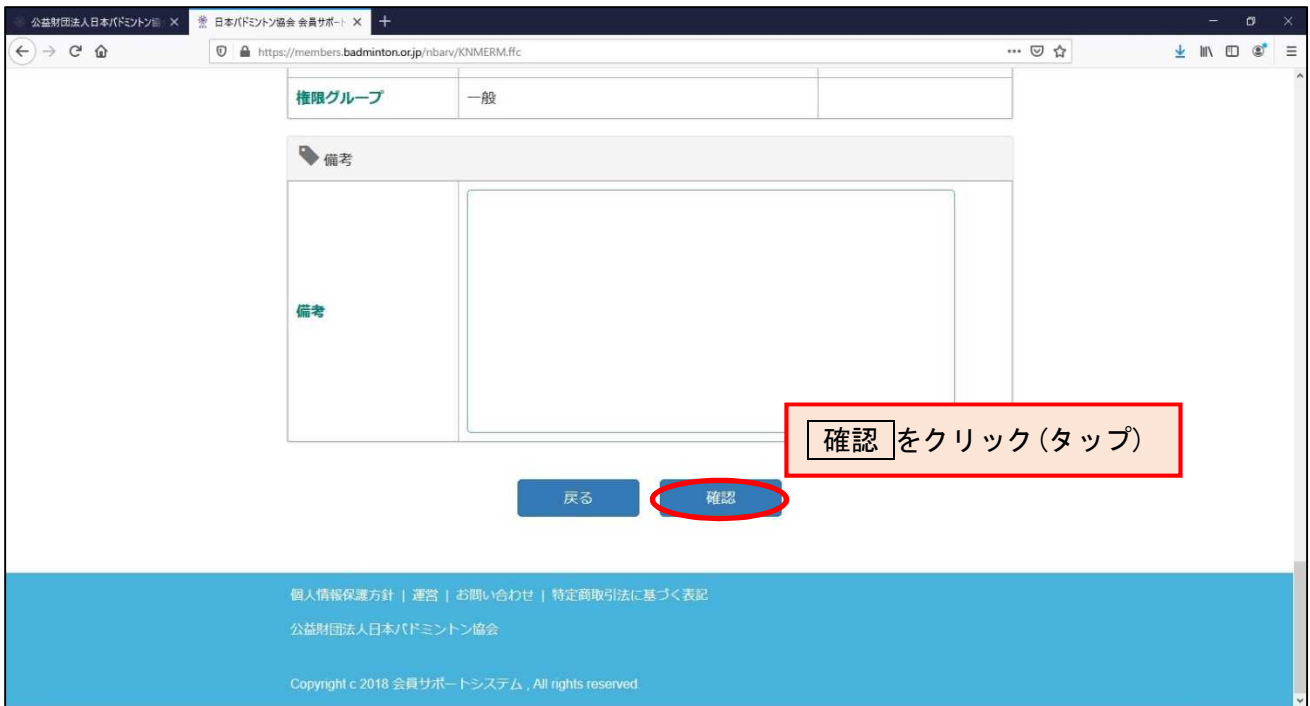 公益財団法人日本バドミントン協
日本バドミントン協会 会員サポート
https://members.badminton.or.jp/nbarv/KNMERM.ffc
権限グループ 一般
備考
備考
確認 をクリック(タップ)
戻る 確認
個人情報保護方針 | 運営 | お問い合わせ | 特定商取引法に基づく表記
公益財団法人日本バドミントン協会
Copyright c 2018 会員サポートシステム , All rights reserved.